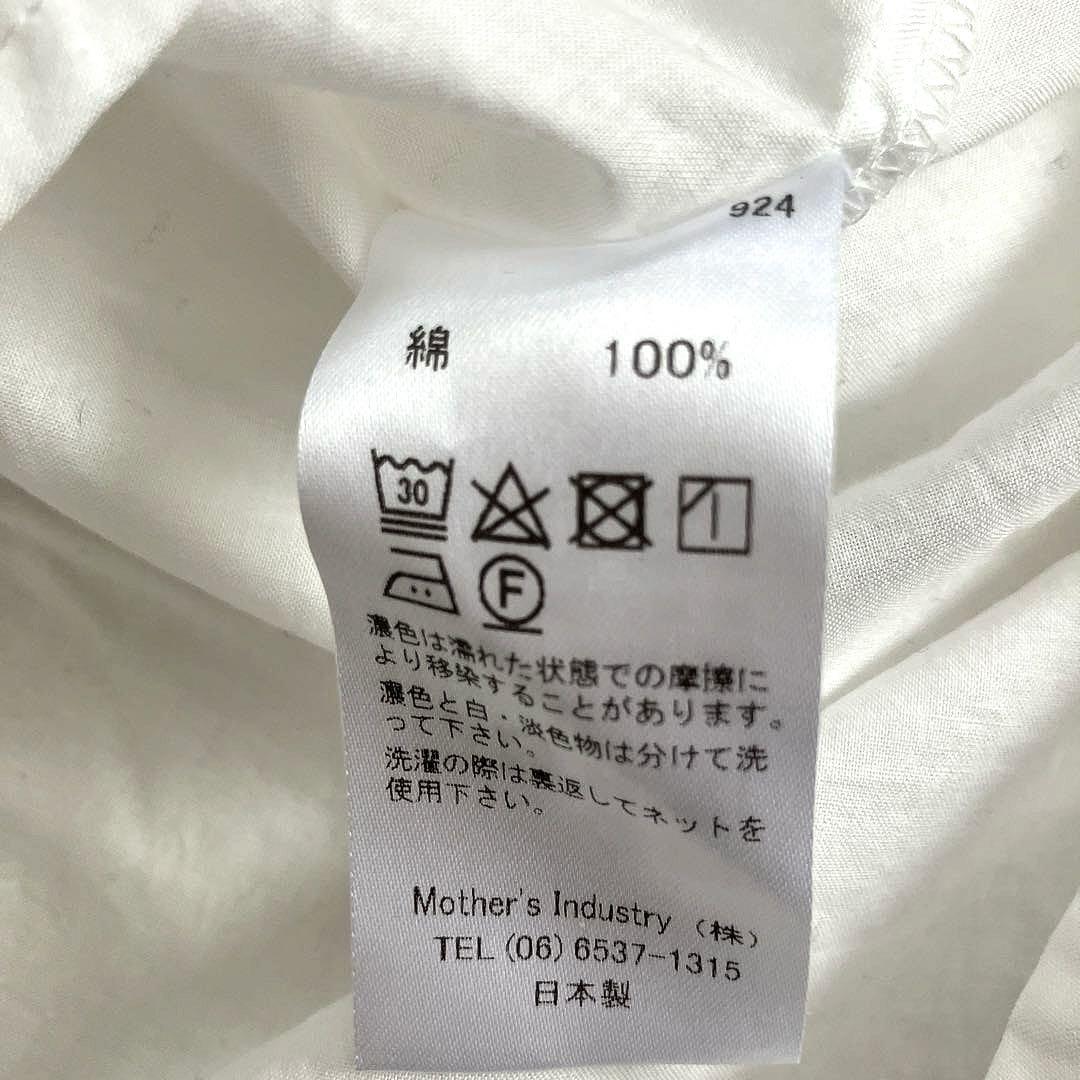 924
綿 100%
30
F
濃色は濡れた状態での摩擦に
より移染することがあります。
濃色と白・淡色物は分けて洗
って下さい。
洗濯の際は裏返してネットを
使用下さい。
Mother's Industry (株)
TEL (06) 6537-1315
日本製